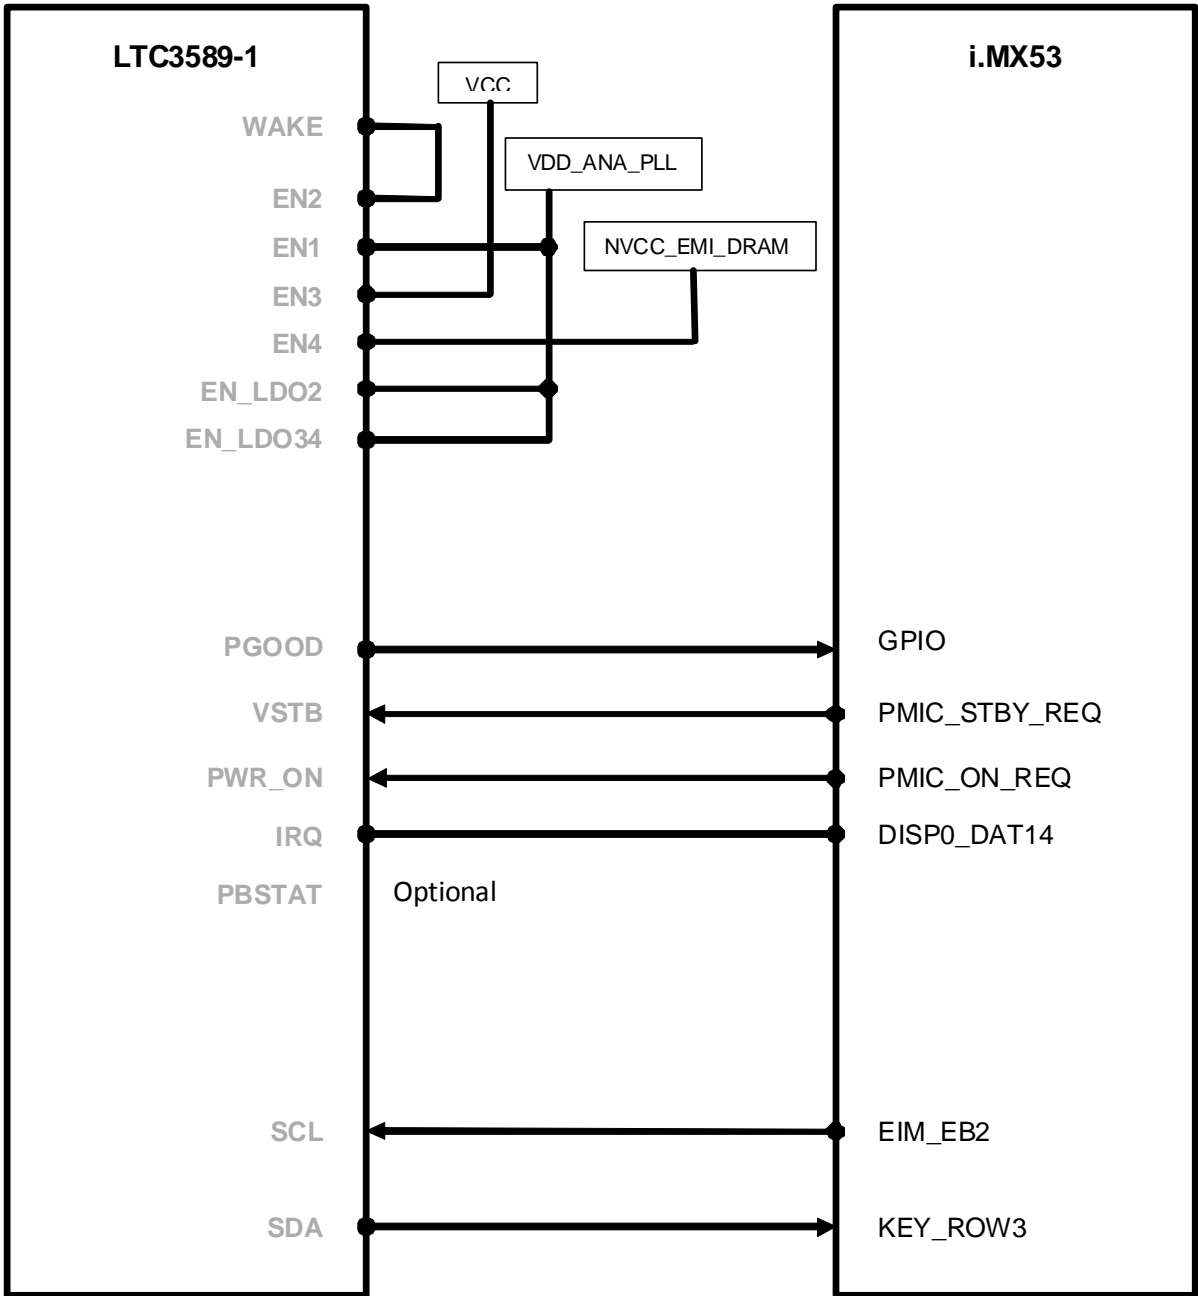 LTC3589-1
i.MX53
VCC
WAKE
VDD_ANA_PLL
EN2
EN1
NVCC_EMI_DRAM
EN3
EN4
EN_LDO2
EN_LDO34
PGOOD
GPIO
VSTB
PMIC_STBY_REQ
PWR_ON
PMIC_ON_REQ
IRQ
DISP0_DAT14
PBSTAT
Optional
SCL
EIM_EB2
SDA
KEY_ROW3